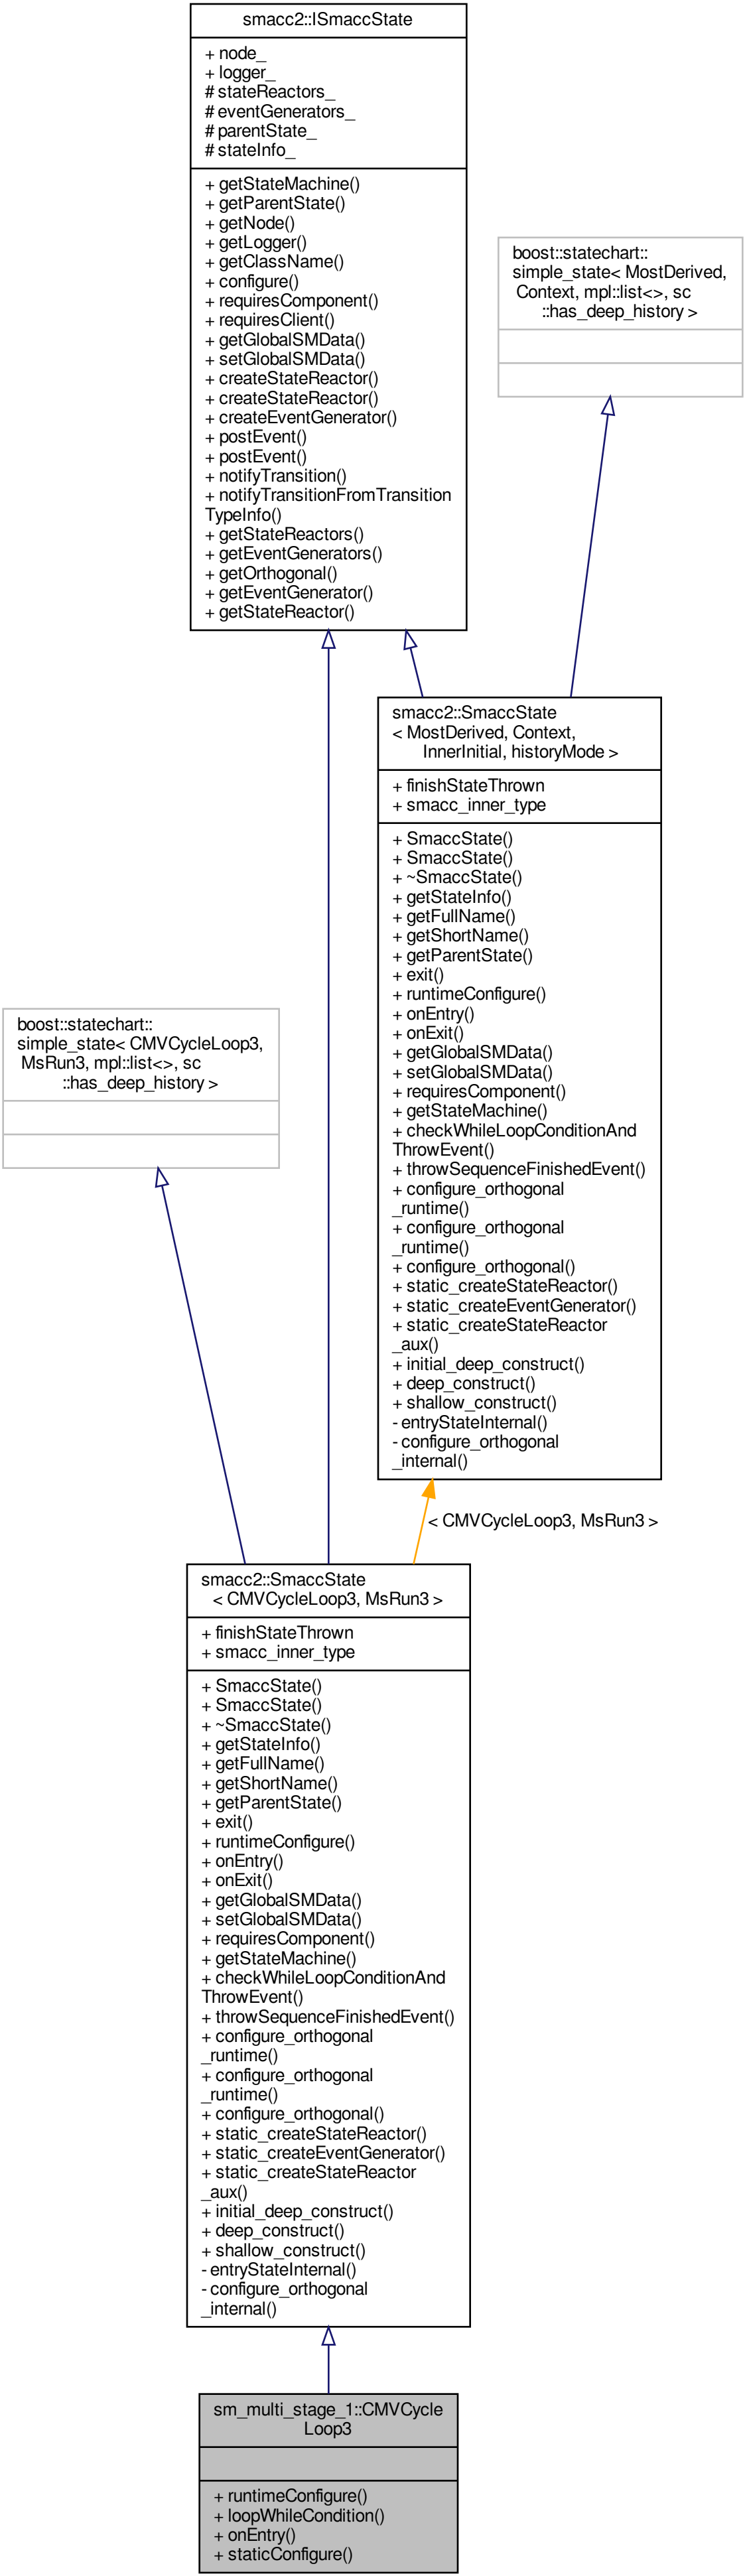 smacc2::ISmaccState
+ node_
+ logger_
# stateReactors_
# eventGenerators_
# parentState_
# stateInfo_
+ getStateMachine()
+ getParentState()
+ getNode()
+ getLogger()
+ getClassName()
+ configure()
+ requiresComponent()
+ requiresClient()
+ getGlobalSMData()
+ setGlobalSMData()
+ createStateReactor()
+ createStateReactor()
+ createEventGenerator()
+ postEvent()
+ postEvent()
+ notifyTransition()
+ notifyTransitionFromTransition
TypeInfo()
+ getStateReactors()
+ getEventGenerators()
+ getOrthogonal()
+ getEventGenerator()
+ getStateReactor()
boost::statechart::
simple_state< MostDerived,
Context, mpl::list<>, sc
::has_deep_history >
smacc2::SmaccState
< MostDerived, Context,
InnerInitial, historyMode >
+ finishStateThrown
+ smacc_inner_type
+ SmaccState()
+ SmaccState()
+ ~SmaccState()
+ getStateInfo()
+ getFullName()
+ getShortName()
+ getParentState()
+ exit()
+ runtimeConfigure()
+ onEntry()
+ onExit()
+ getGlobalSMData()
+ setGlobalSMData()
+ requiresComponent()
+ getStateMachine()
+ checkWhileLoopConditionAnd
ThrowEvent()
+ throwSequenceFinishedEvent()
+ configure_orthogonal
_runtime()
+ configure_orthogonal
_runtime()
+ configure_orthogonal()
+ static_createStateReactor()
+ static_createEventGenerator()
+ static_createStateReactor
_aux()
+ initial_deep_construct()
+ deep_construct()
+ shallow_construct()
- entryStateInternal()
- configure_orthogonal
_internal()
boost::statechart::
simple_state< CMVCycleLoop3,
MsRun3, mpl::list<>, sc
::has_deep_history >
< CMVCycleLoop3, MsRun3 >
smacc2::SmaccState
< CMVCycleLoop3, MsRun3 >
+ finishStateThrown
+ smacc_inner_type
+ SmaccState()
+ SmaccState()
+ ~SmaccState()
+ getStateInfo()
+ getFullName()
+ getShortName()
+ getParentState()
+ exit()
+ runtimeConfigure()
+ onEntry()
+ onExit()
+ getGlobalSMData()
+ setGlobalSMData()
+ requiresComponent()
+ getStateMachine()
+ checkWhileLoopConditionAnd
ThrowEvent()
+ throwSequenceFinishedEvent()
+ configure_orthogonal
_runtime()
+ configure_orthogonal
_runtime()
+ configure_orthogonal()
+ static_createStateReactor()
+ static_createEventGenerator()
+ static_createStateReactor
_aux()
+ initial_deep_construct()
+ deep_construct()
+ shallow_construct()
- entryStateInternal()
- configure_orthogonal
_internal()
sm_multi_stage_1::CMVCycle
Loop3
+ runtimeConfigure()
+ loopWhileCondition()
+ onEntry()
+ staticConfigure()